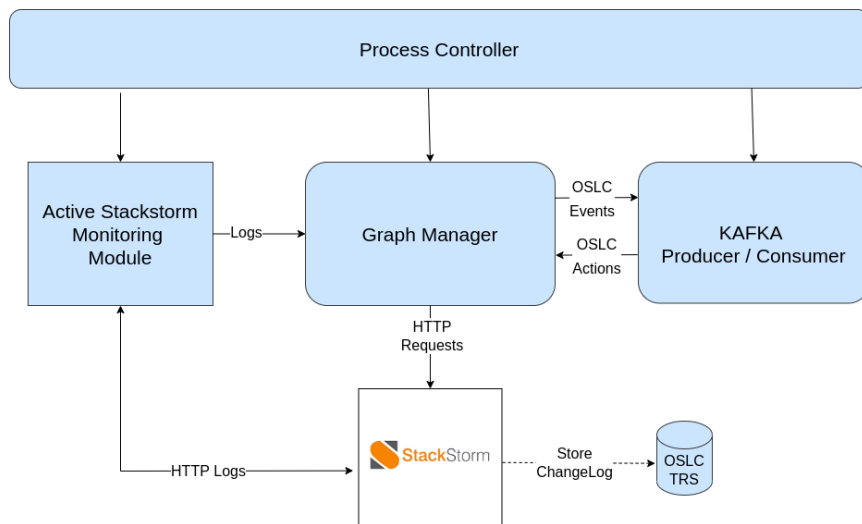 Process Controller
Active Stackstorm
Monitoring
Module
Logs
Graph Manager
OSLC
Events
OSLC
Actions
KAFKA
Producer / Consumer
HTTP
Requests
HTTP Logs
StackStorm
Store
ChangeLog
OSLC
TRS